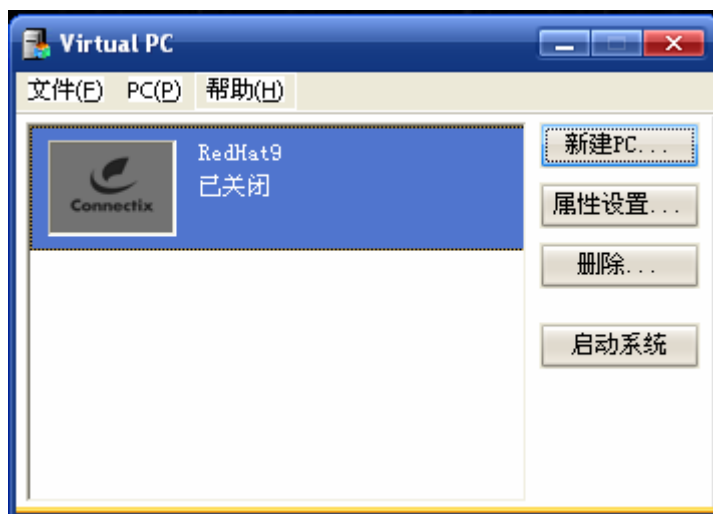 Virtual PC
文件(F) PC(P) 帮助(H)
RedHat9
已关闭
Connectix
新建PC...
属性设置...
删除...
启动系统